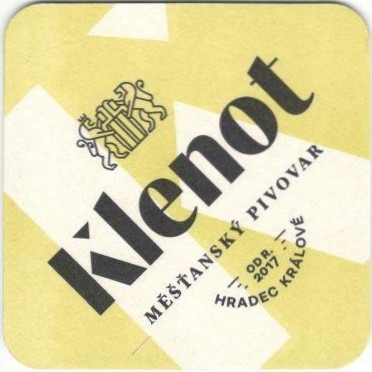 Klenot
MĚŠŤANSKÝ PIVOVAR
OD R.
2017
HRADEC KRÁLOVÉ